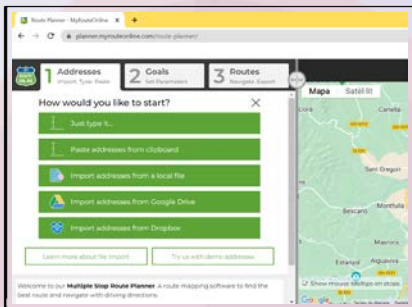 Route Planner - MyRouteOnline
planner.myrouteonline.com/route-planner/
1 Addresses
Import, Type, Paste
2 Goals
Set Parameters
3 Routes
Navigate, Export
How would you like to start?
Just type it...
Paste addresses from clipboard
Import addresses from a local file
Import addresses from Google Drive
Import addresses from Dropbox
Learn more about file import
Try us with demo addresses
Welcome to our Multiple Stop Route Planner. A route mapping software to find the
best route and navigate with driving directions.
Mapa
Satèl·lit
Canella
Sant Gregori
Bescanó
Montfullà
Estanyol
Aiguaviva
Show mouse tooltips on stops
Google